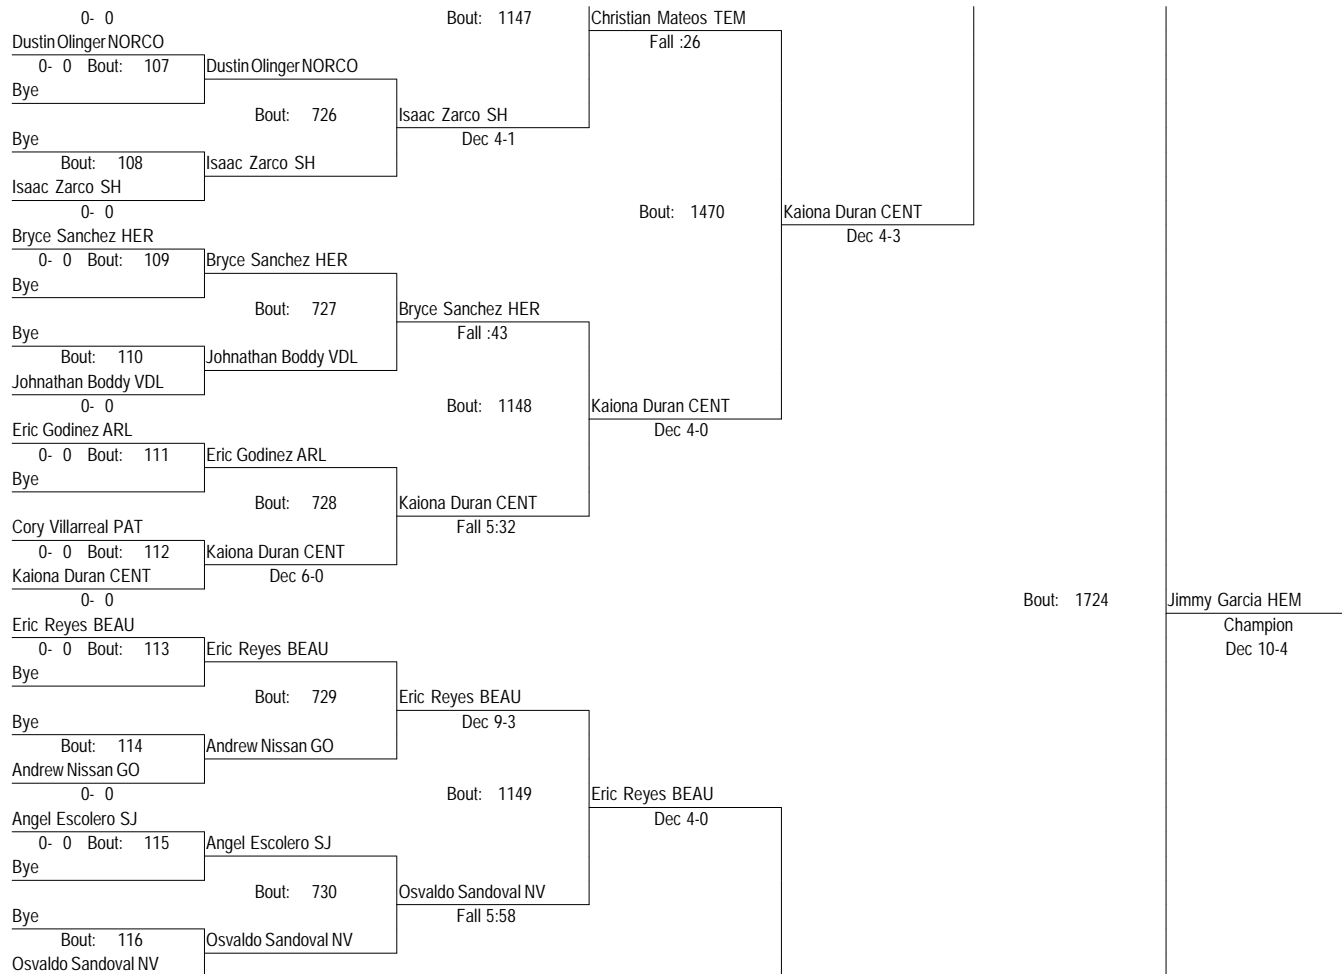 0- 0 Bout: 1147 Christian Mateos TEM
Dustin Olinger NORCO Fall :26
0- 0 Bout: 107 Dustin Olinger NORCO
Bye
Bout: 726 Isaac Zarco SH
Bye Dec 4-1
Bout: 108 Isaac Zarco SH
Isaac Zarco SH
0- 0 Bout: 1470 Kaiona Duran CENT
Bryce Sanchez HER Dec 4-3
0- 0 Bout: 109 Bryce Sanchez HER
Bye
Bout: 727 Bryce Sanchez HER
Bye Fall :43
Bout: 110 Johnathan Boddy VDL
Johnathan Boddy VDL
0- 0 Bout: 1148 Kaiona Duran CENT
Eric Godinez ARL Dec 4-0
0- 0 Bout: 111 Eric Godinez ARL
Bye
Bout: 728 Kaiona Duran CENT
Cory Villarreal PAT Fall 5:32
0- 0 Bout: 112 Kaiona Duran CENT
Kaiona Duran CENT Dec 6-0
0- 0 Bout: 1724 Jimmy Garcia HEM
Eric Reyes BEAU Champion
0- 0 Bout: 113 Eric Reyes BEAU Dec 10-4
Bye
Bout: 729 Eric Reyes BEAU
Bye Dec 9-3
Bout: 114 Andrew Nissan GO
Andrew Nissan GO
0- 0 Bout: 1149 Eric Reyes BEAU
Angel Escolero SJ Dec 4-0
0- 0 Bout: 115 Angel Escolero SJ
Bye
Bout: 730 Osvaldo Sandoval NV
Bye Fall 5:58
Bout: 116 Osvaldo Sandoval NV
Osvaldo Sandoval NV